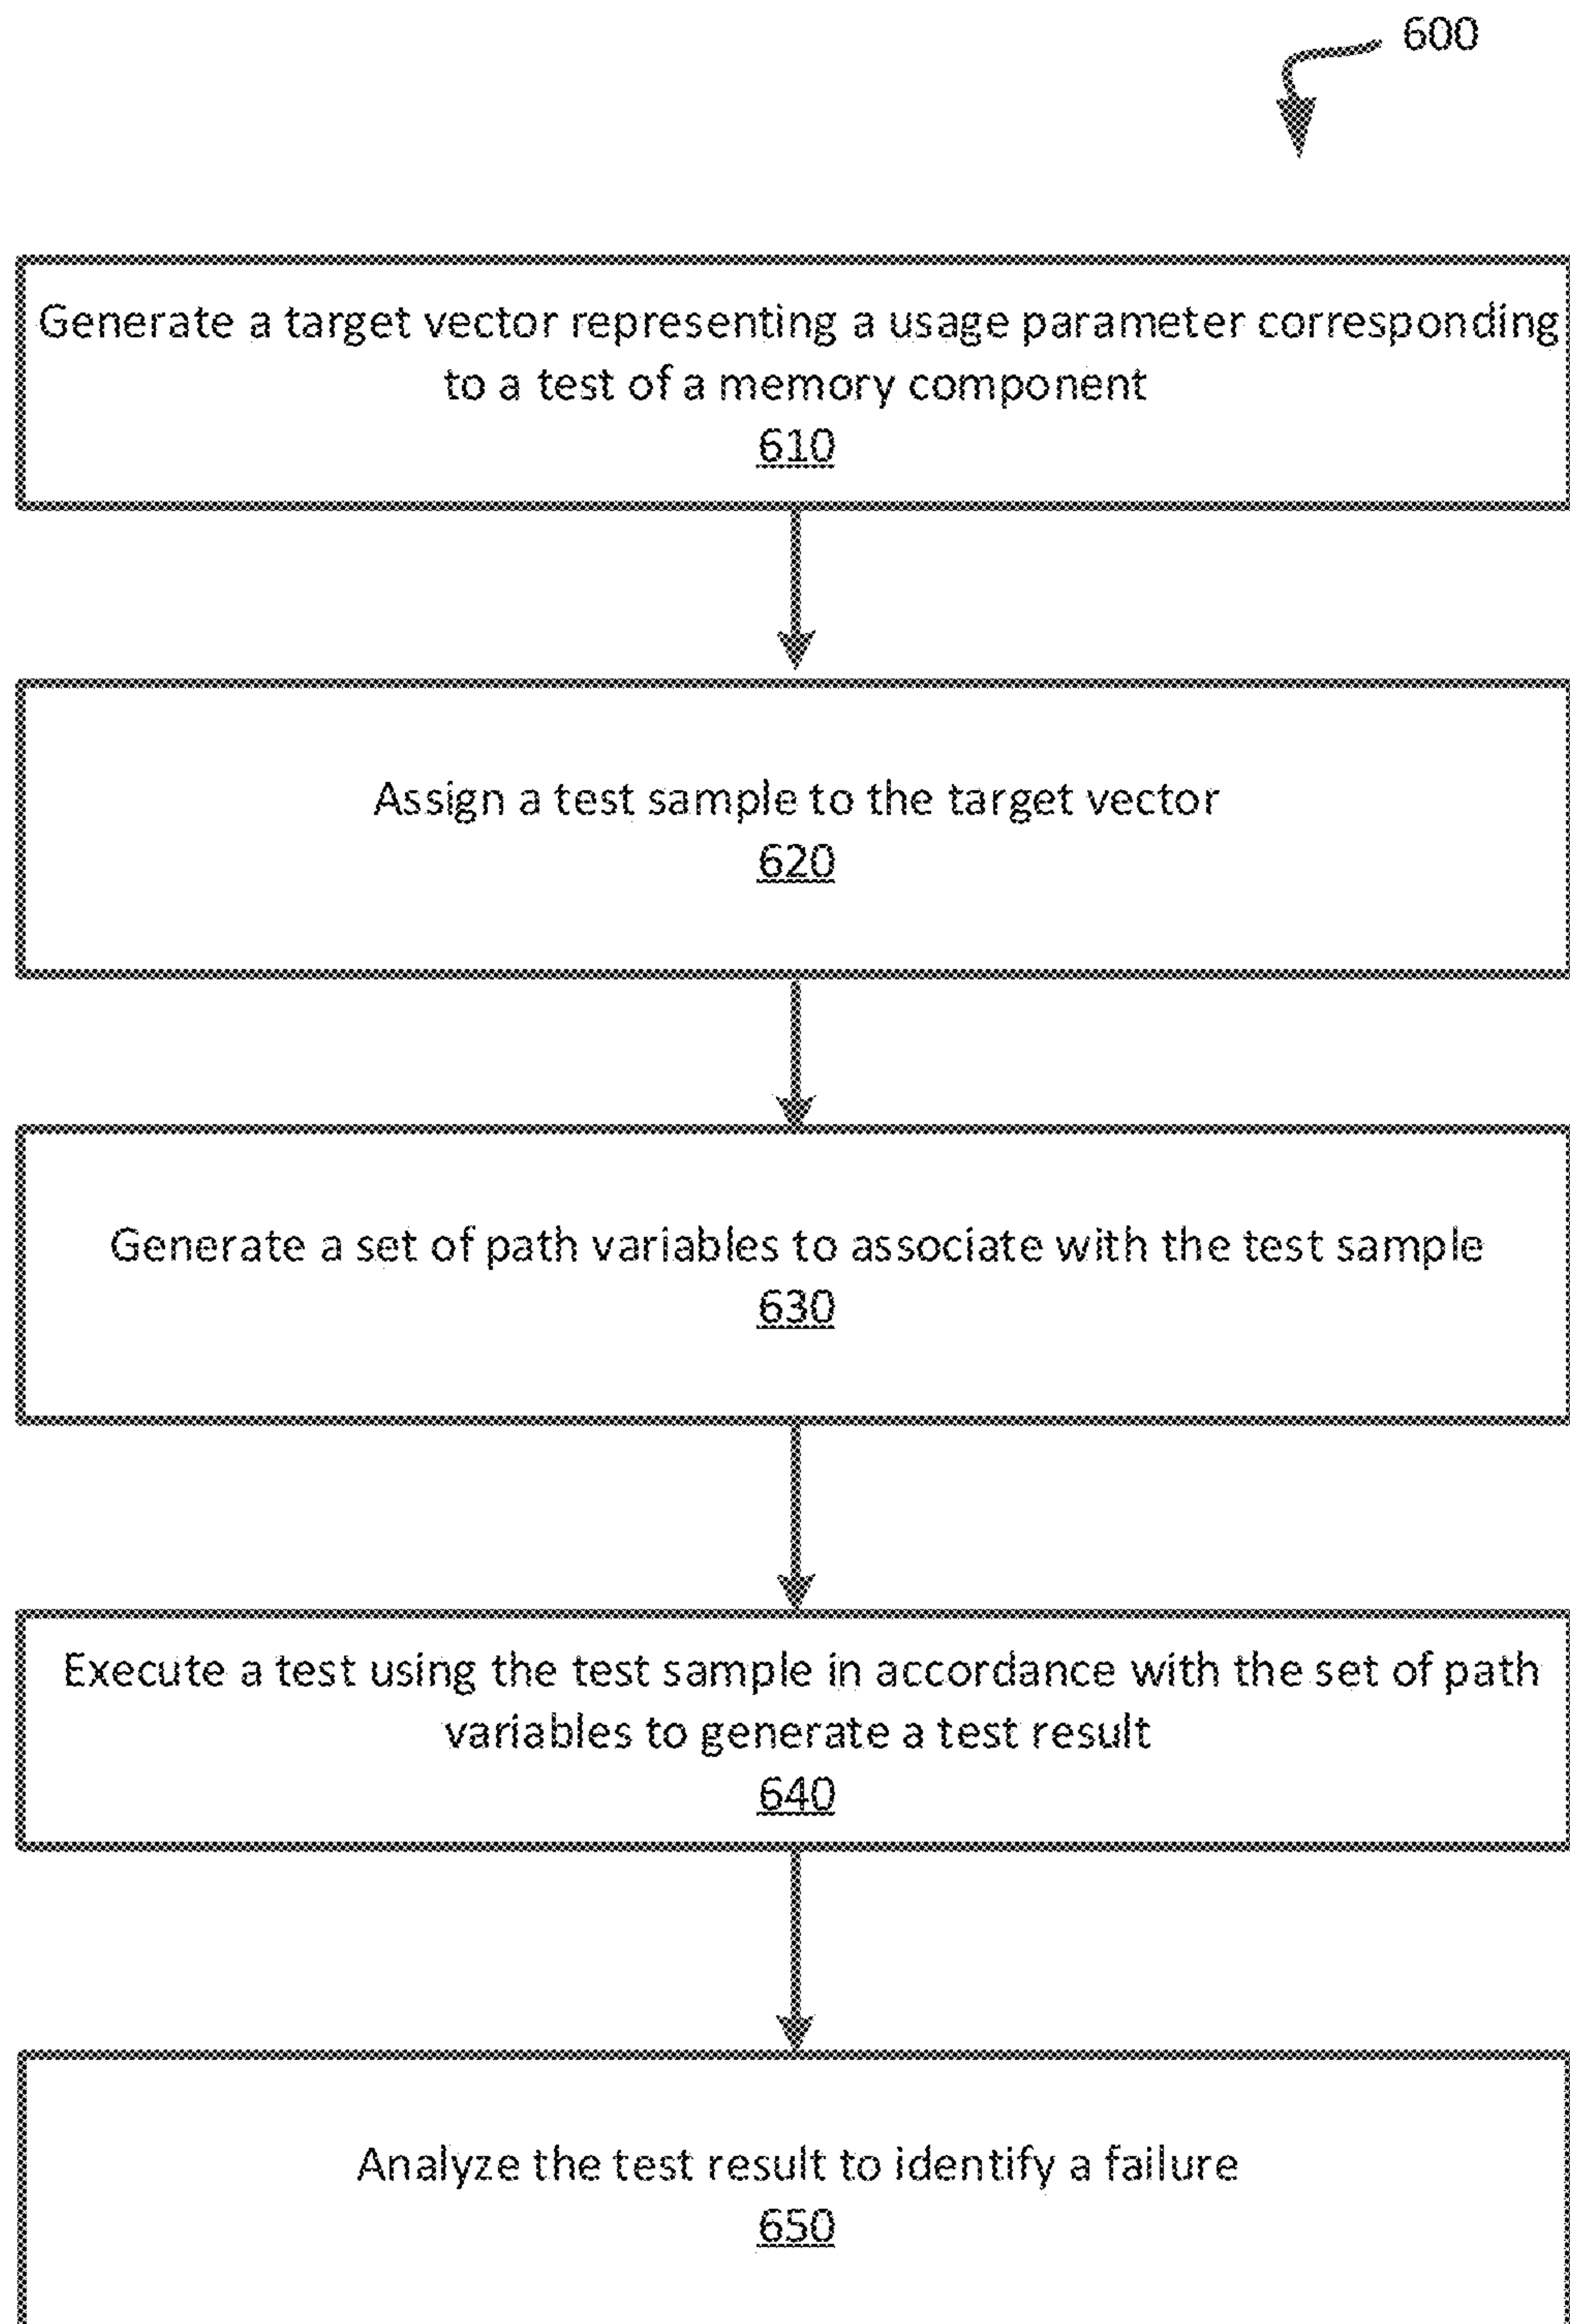 600
Generate a target vector representing a usage parameter corresponding
to a test of a memory component
610
Assign a test sample to the target vector
620
Generate a set of path variables to associate with the test sample
630
Execute a test using the test sample in accordance with the set of path
variables to generate a test result
640
Analyze the test result to identify a failure
650